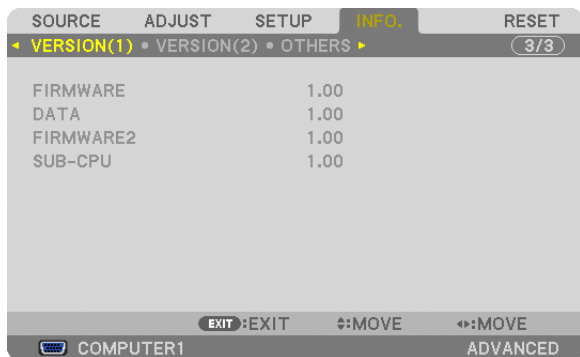 SOURCE ADJUST SETUP INFO. RESET
VERSION(1) • VERSION(2) • OTHERS 3/3
FIRMWARE 1.00
DATA 1.00
FIRMWARE2 1.00
SUB-CPU 1.00
EXIT :EXIT :MOVE :MOVE
COMPUTER1 ADVANCED